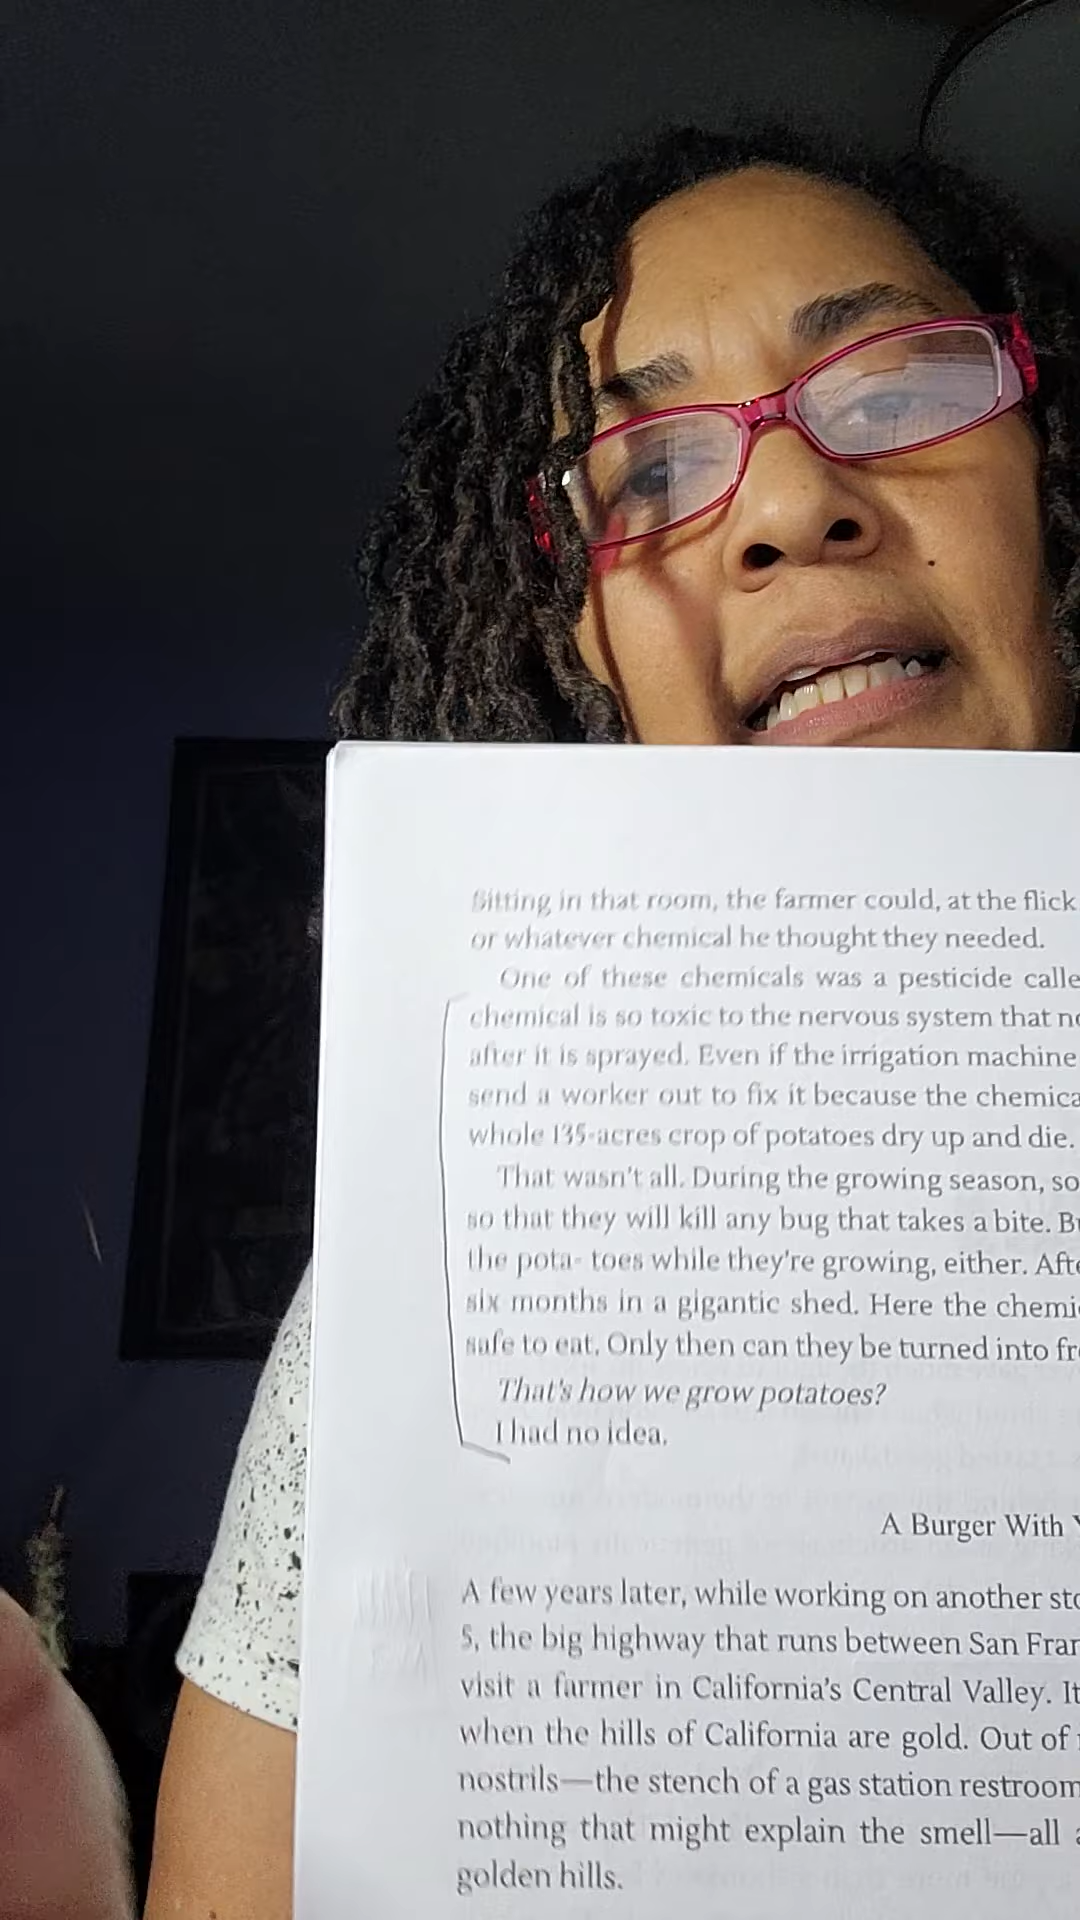 Sitting in that room, the farmer could, at the flick
or whatever chemical he thought they needed.
One of these chemicals was a pesticide calle
chemical is so toxic to the nervous system that no
after it is sprayed. Even if the irrigation machine
send a worker out to fix it because the chemica
whole 135-acres crop of potatoes dry up and die.
That wasn't all. During the growing season, so
so that they will kill any bug that takes a bite. Bu
the pota- toes while they're growing, either. Afte
six months in a gigantic shed. Here the chemic
safe to eat. Only then can they be turned into fr
That's how we grow potatoes?
I had no idea.
A Burger With
A few years later, while working on another sto
5, the big highway that runs between San Fran
visit a farmer in California's Central Valley. It
when the hills of California are gold. Out of
nostrils—the stench of a gas station restroom
nothing that might explain the smell—all a
golden hills.